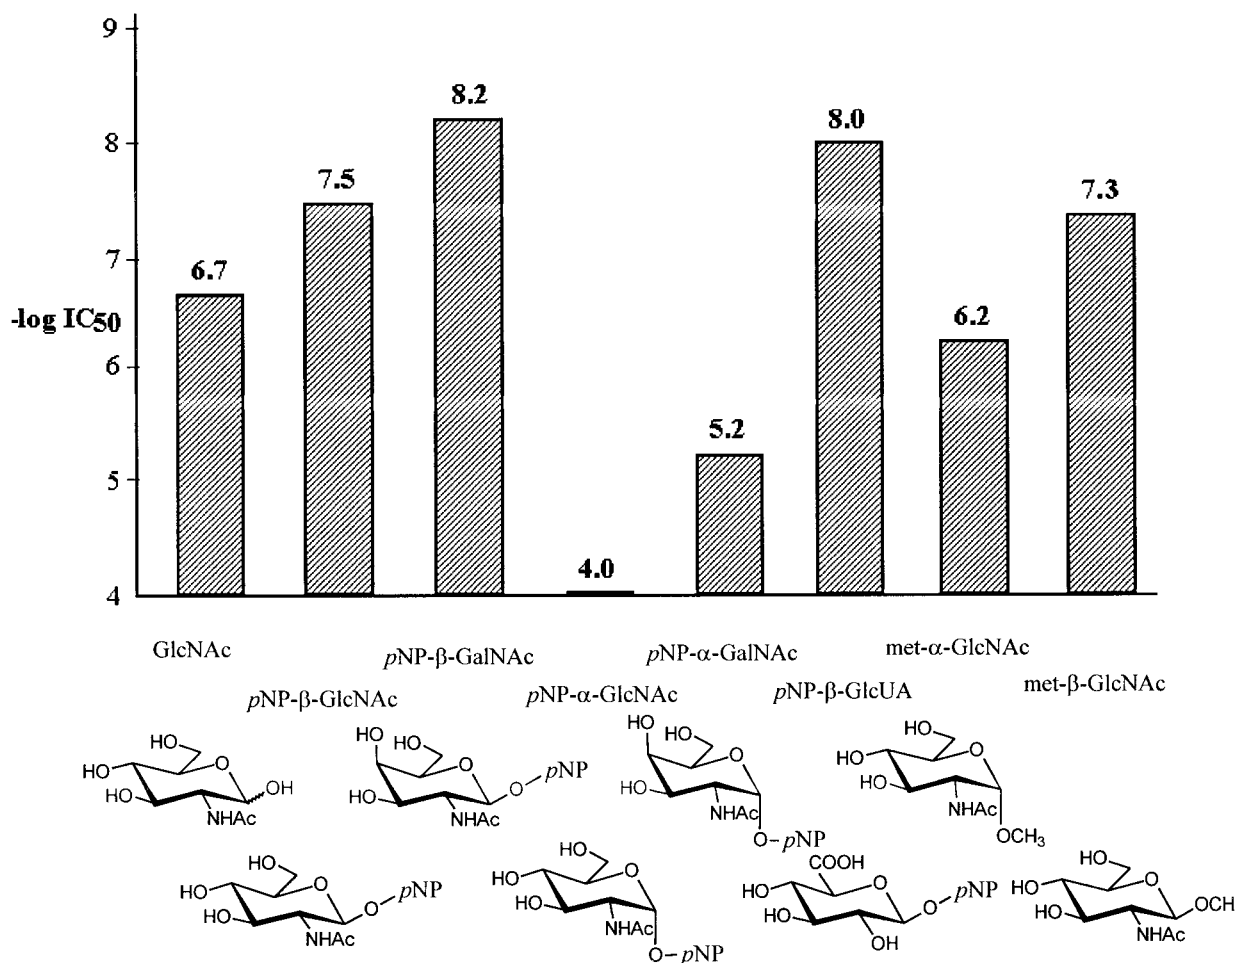 9
8.2
8
8.0
7.5
7.3
7
6.7
-log IC50
6.2
6
5.2
5
4.0
4
GlcNAc
pNP-β-GalNAc
pNP-α-GalNAc
met-α-GlcNAc
pNP-β-GlcNAc
pNP-α-GlcNAc
pNP-β-GlcUA
met-β-GlcNAc
HO
HO
HO
O
OH
NHAc
HO
HO
HO
O
O
pNP
NHAc
HO
HO
HO
O
NHAc
O-pNP
HO
HO
HO
O
NHAc
OCH3
HO
HO
HO
O
O
pNP
NHAc
HO
HO
HO
O
NHAc
O-pNP
COOH
HO
HO
O
O
pNP
OH
HO
HO
HO
O
OCH
NHAc